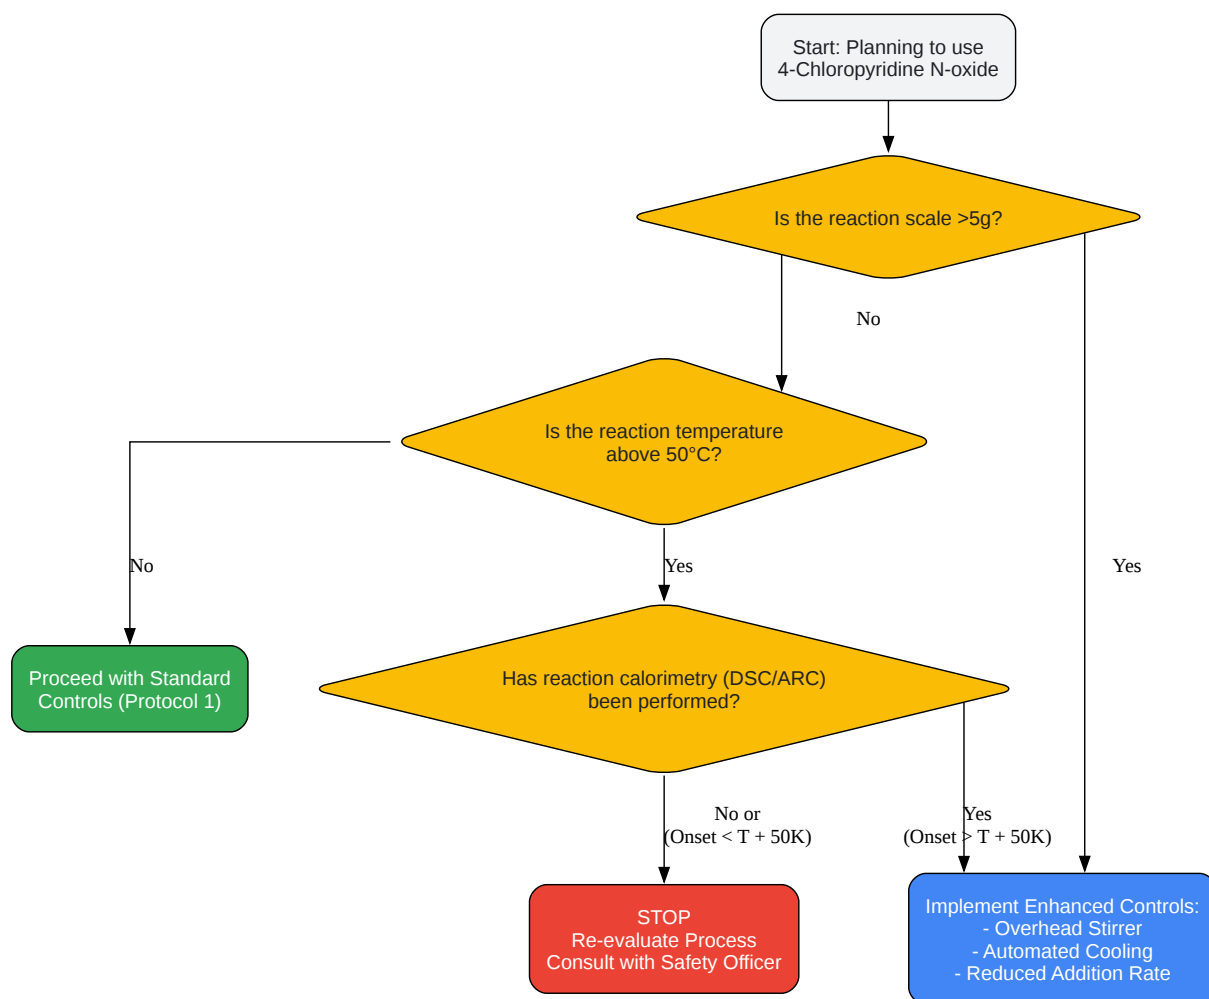 Start: Planning to use
4-Chloropyridine N-oxide
Is the reaction scale >5g?
No
Is the reaction temperature
above 50°C?
No
Yes
Yes
Proceed with Standard
Controls (Protocol 1)
Has reaction calorimetry (DSC/ARC)
been performed?
No or
(Onset < T + 50K)
Yes
(Onset > T + 50K)
STOP
Re-evaluate Process
Consult with Safety Officer
Implement Enhanced Controls:
- Overhead Stirrer
- Automated Cooling
- Reduced Addition Rate